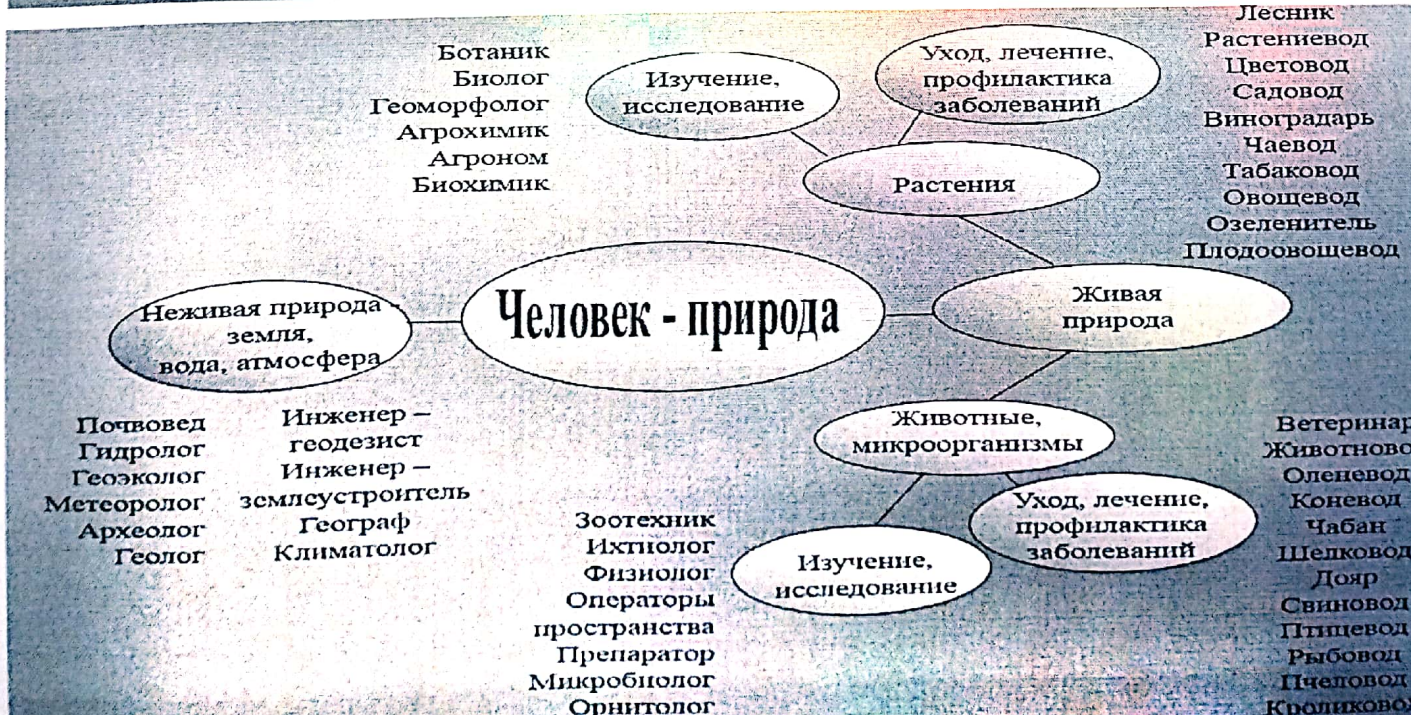 Ботаник
Биолог
Геоморфолог
Агрохимик
Агроном
Биохимик
Изучение,
исследование
Уход, лечение,
профилактика
заболеваний
Лесник
Растениевод
Цветовод
Садовод
Виноградарь
Чаевод
Табаковод
Овощевод
Озеленитель
Плодоовощевод
Растения
Неживая природа -
земля,
вода, атмосфера
Человек - природа
Живая
природа
Почвовед
Гидролог
Геоэколог
Метеоролог
Археолог
Геолог
Инженер –
геодезист
Инженер –
землеустроитель
Географ
Климатолог
Животные,
микроорганизмы
Уход, лечение,
профилактика
заболеваний
Изучение,
исследование
Зоотехник
Ихтиолог
Физиолог
Операторы
пространства
Препаратор
Микробиолог
Орнитолог
Ветеринар
Животновод
Оленевод
Коневод
Чабан
Шелковод
Дояр
Свиновод
Птицевод
Рыбовод
Пчеловод
Кроликовод